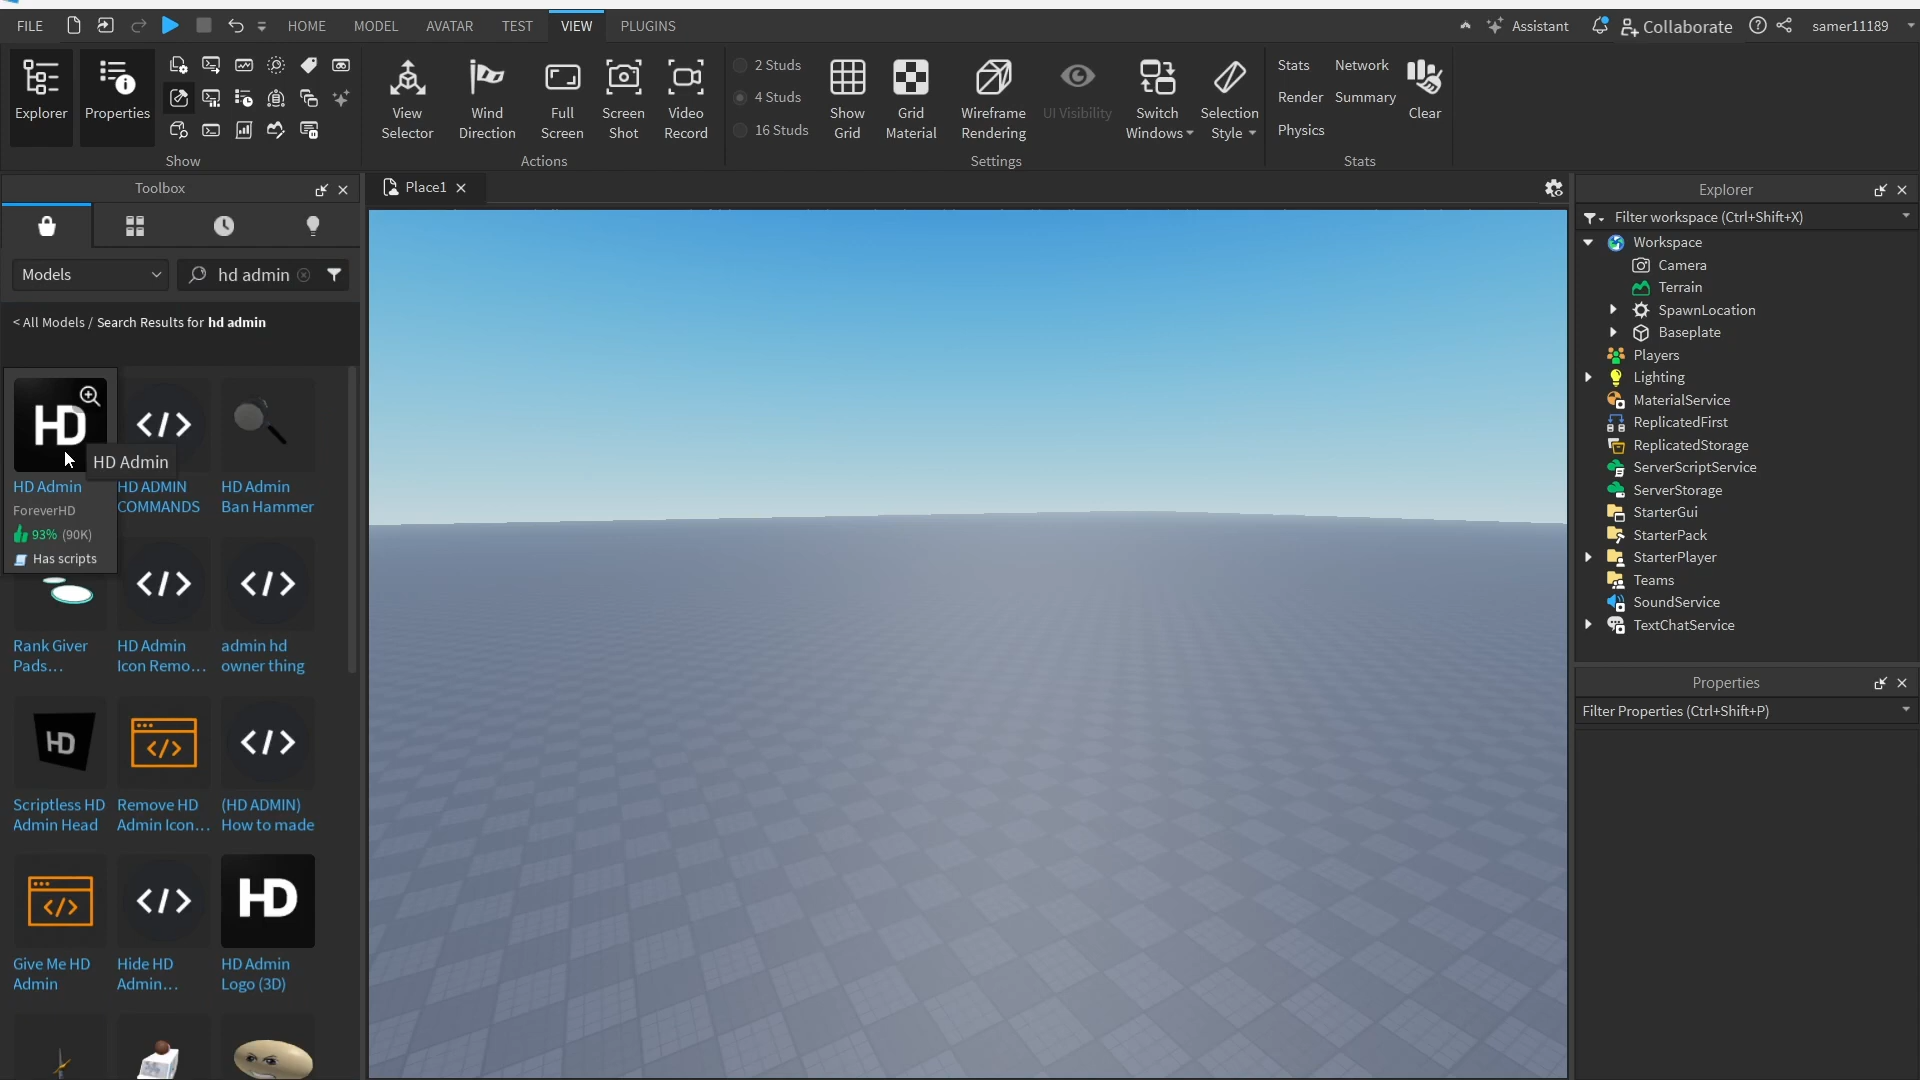 FILE HOME MODEL AVATAR TEST VIEW PLUGINS Assistant Collaborate samer11189
Explorer
Properties
Show
View Selector
Wind Direction
Full Screen
Screen Shot
Video Record
Actions
2 Studs
4 Studs
16 Studs
Show Grid
Grid Material
Wireframe Rendering
UI Visibility
Switch Windows
Selection Style
Settings
Stats Network
Render Summary
Physics
Clear
Stats
Toolbox
Models
hd admin
< All Models / Search Results for hd admin
HD
HD Admin
HD Admin
ForeverHD
93% (90K)
Has scripts
HD ADMIN
COMMANDS
HD Admin
Ban Hammer
Rank Giver
Pads...
HD Admin
Icon Remo...
admin hd
owner thing
HD
Scriptless HD
Admin Head
Remove HD
Admin Icon...
(HD ADMIN)
How to made
Give Me HD
Admin
Hide HD
Admin...
HD
HD Admin
Logo (3D)
Place1
Explorer
Filter workspace (Ctrl+Shift+X)
Workspace
Camera
Terrain
SpawnLocation
Baseplate
Players
Lighting
MaterialService
ReplicatedFirst
ReplicatedStorage
ServerScriptService
ServerStorage
StarterGui
StarterPack
StarterPlayer
Teams
SoundService
TextChatService
Properties
Filter Properties (Ctrl+Shift+P)